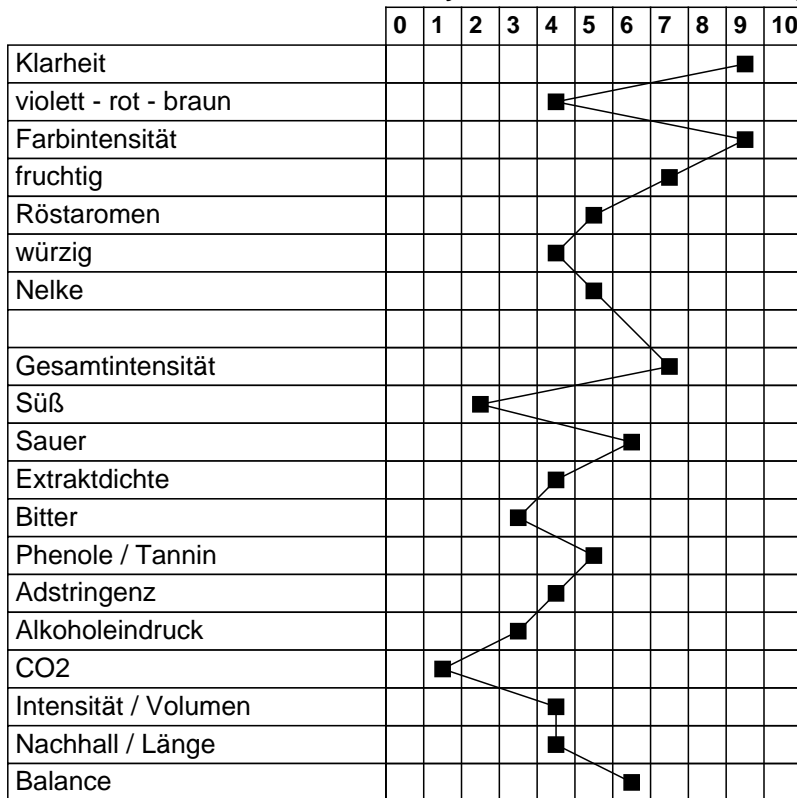 0 1 2 3 4 5 6 7 8 9 10
Klarheit
violett - rot - braun
Farbintensität
fruchtig
Röstaromen
würzig
Nelke
Gesamtintensität
Süß
Sauer
Extraktdichte
Bitter
Phenole / Tannin
Adstringenz
Alkoholeindruck
CO2
Intensität / Volumen
Nachhall / Länge
Balance